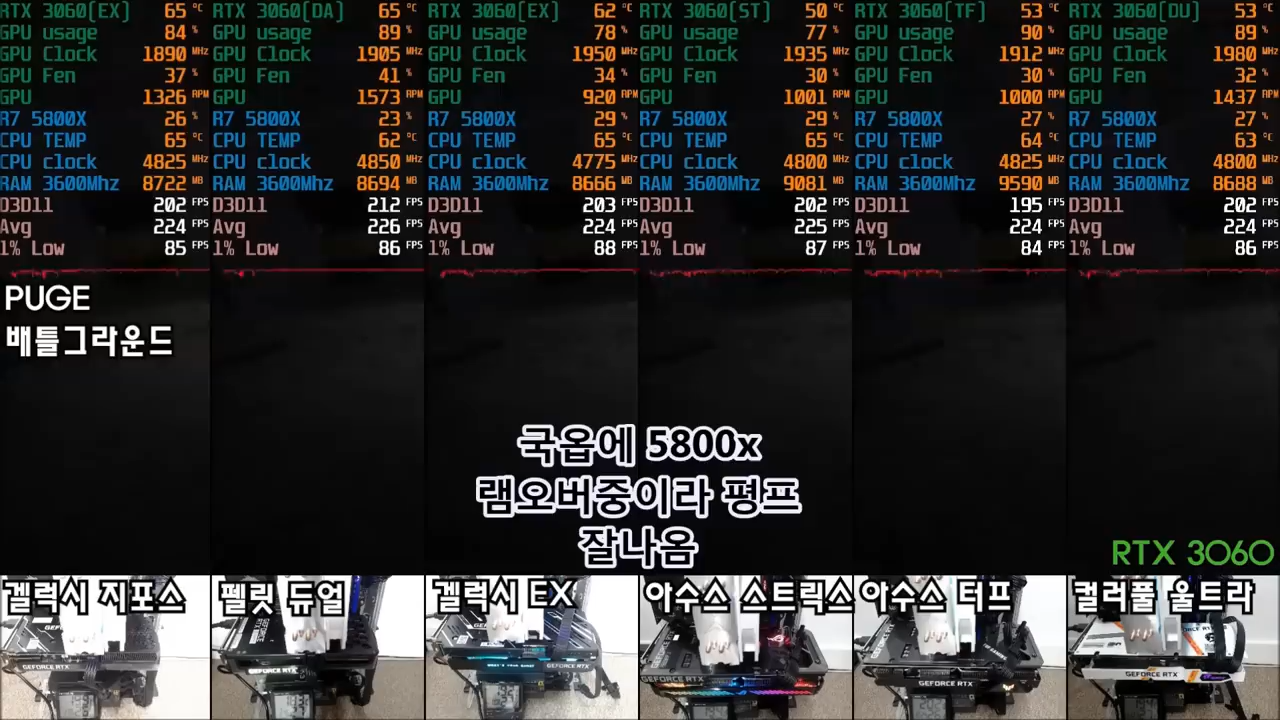 RTX 3060(EX) 65 °C
GPU usage 84 %
GPU Clock 1890 MHz
GPU Fen 37 %
GPU 1326 RPM
R7 5800X 26 %
CPU TEMP 65 °C
CPU clock 4825 MHz
RAM 3600Mhz 8722 MB
D3D11 202 FPS
Avg 224 FPS
1% Low 85 FPS
RTX 3060(DA) 65 °C
GPU usage 89 %
GPU Clock 1905 MHz
GPU Fen 41 %
GPU 1573 RPM
R7 5800X 23 %
CPU TEMP 62 °C
CPU clock 4850 MHz
RAM 3600Mhz 8694 MB
D3D11 212 FPS
Avg 226 FPS
1% Low 86 FPS
RTX 3060(EX) 62 °C
GPU usage 78 %
GPU Clock 1950 MHz
GPU Fen 34 %
GPU 920 RPM
R7 5800X 29 %
CPU TEMP 65 °C
CPU clock 4775 MHz
RAM 3600Mhz 8666 MB
D3D11 203 FPS
Avg 224 FPS
1% Low 88 FPS
RTX 3060(ST) 50 °C
GPU usage 77 %
GPU Clock 1935 MHz
GPU Fen 30 %
GPU 1001 RPM
R7 5800X 29 %
CPU TEMP 65 °C
CPU clock 4800 MHz
RAM 3600Mhz 9081 MB
D3D11 202 FPS
Avg 225 FPS
1% Low 87 FPS
RTX 3060(TF) 53 °C
GPU usage 90 %
GPU Clock 1912 MHz
GPU Fen 30 %
GPU 1000 RPM
R7 5800X 27 %
CPU TEMP 64 °C
CPU clock 4825 MHz
RAM 3600Mhz 9590 MB
D3D11 195 FPS
Avg 224 FPS
1% Low 84 FPS
RTX 3060(DU) 53 °C
GPU usage 89 %
GPU Clock 1980 MHz
GPU Fen 32 %
GPU 1437 RPM
R7 5800X 27 %
CPU TEMP 63 °C
CPU clock 4800 MHz
RAM 3600Mhz 8688 MB
D3D11 202 FPS
Avg 224 FPS
1% Low 86 FPS
PUGE
배틀그라운드
국옵에 5800x
램오버중이라 평프
잘나옴
RTX 3060
겔럭시 지포스
펠릿 듀얼
겔럭시 EX
아수스 스트릭스
아수스 터프
컬러풀 울트라
GEFORCE RTX
GEFORCE RTX
GEFORCE RTX
GEFORCE RTX
GEFORCE RTX
GEFORCE RTX